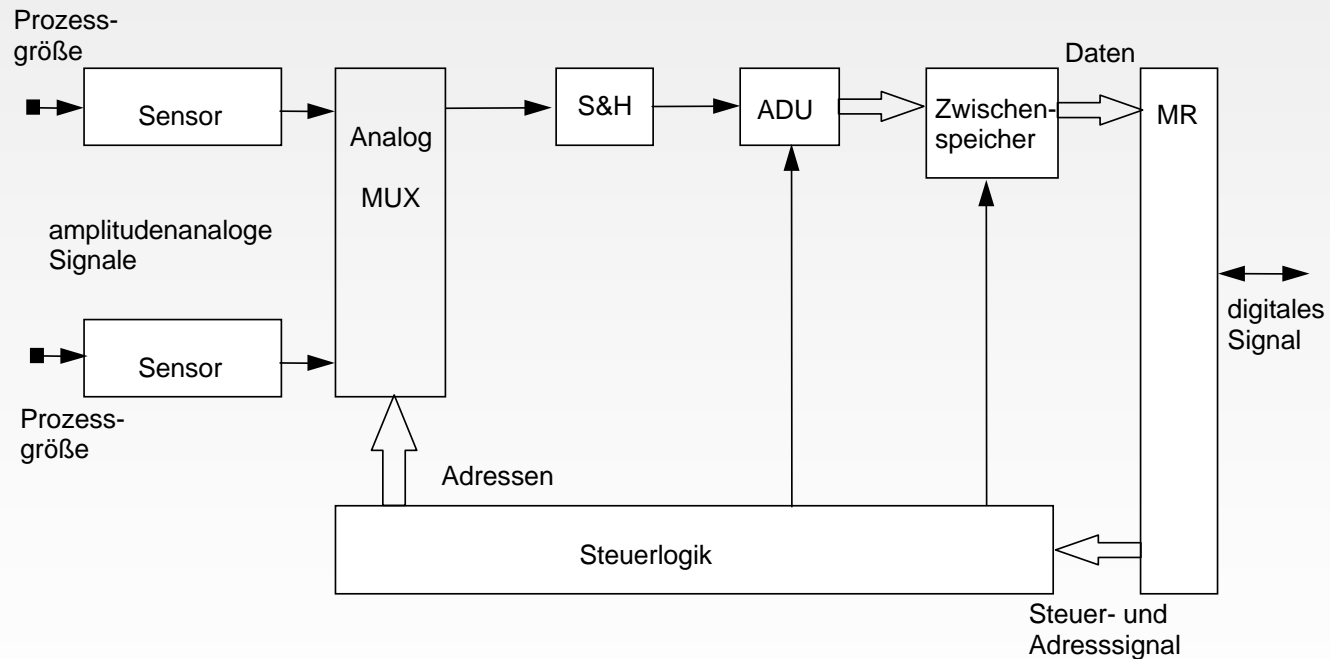 Prozess-
größe
Sensor
Analog
MUX
S&H
ADU
Zwischen-
speicher
Daten
MR
amplitudenanaloge
Signale
digitales
Signal
Sensor
Prozess-
größe
Adressen
Steuerlogik
Steuer- und
Adresssignal